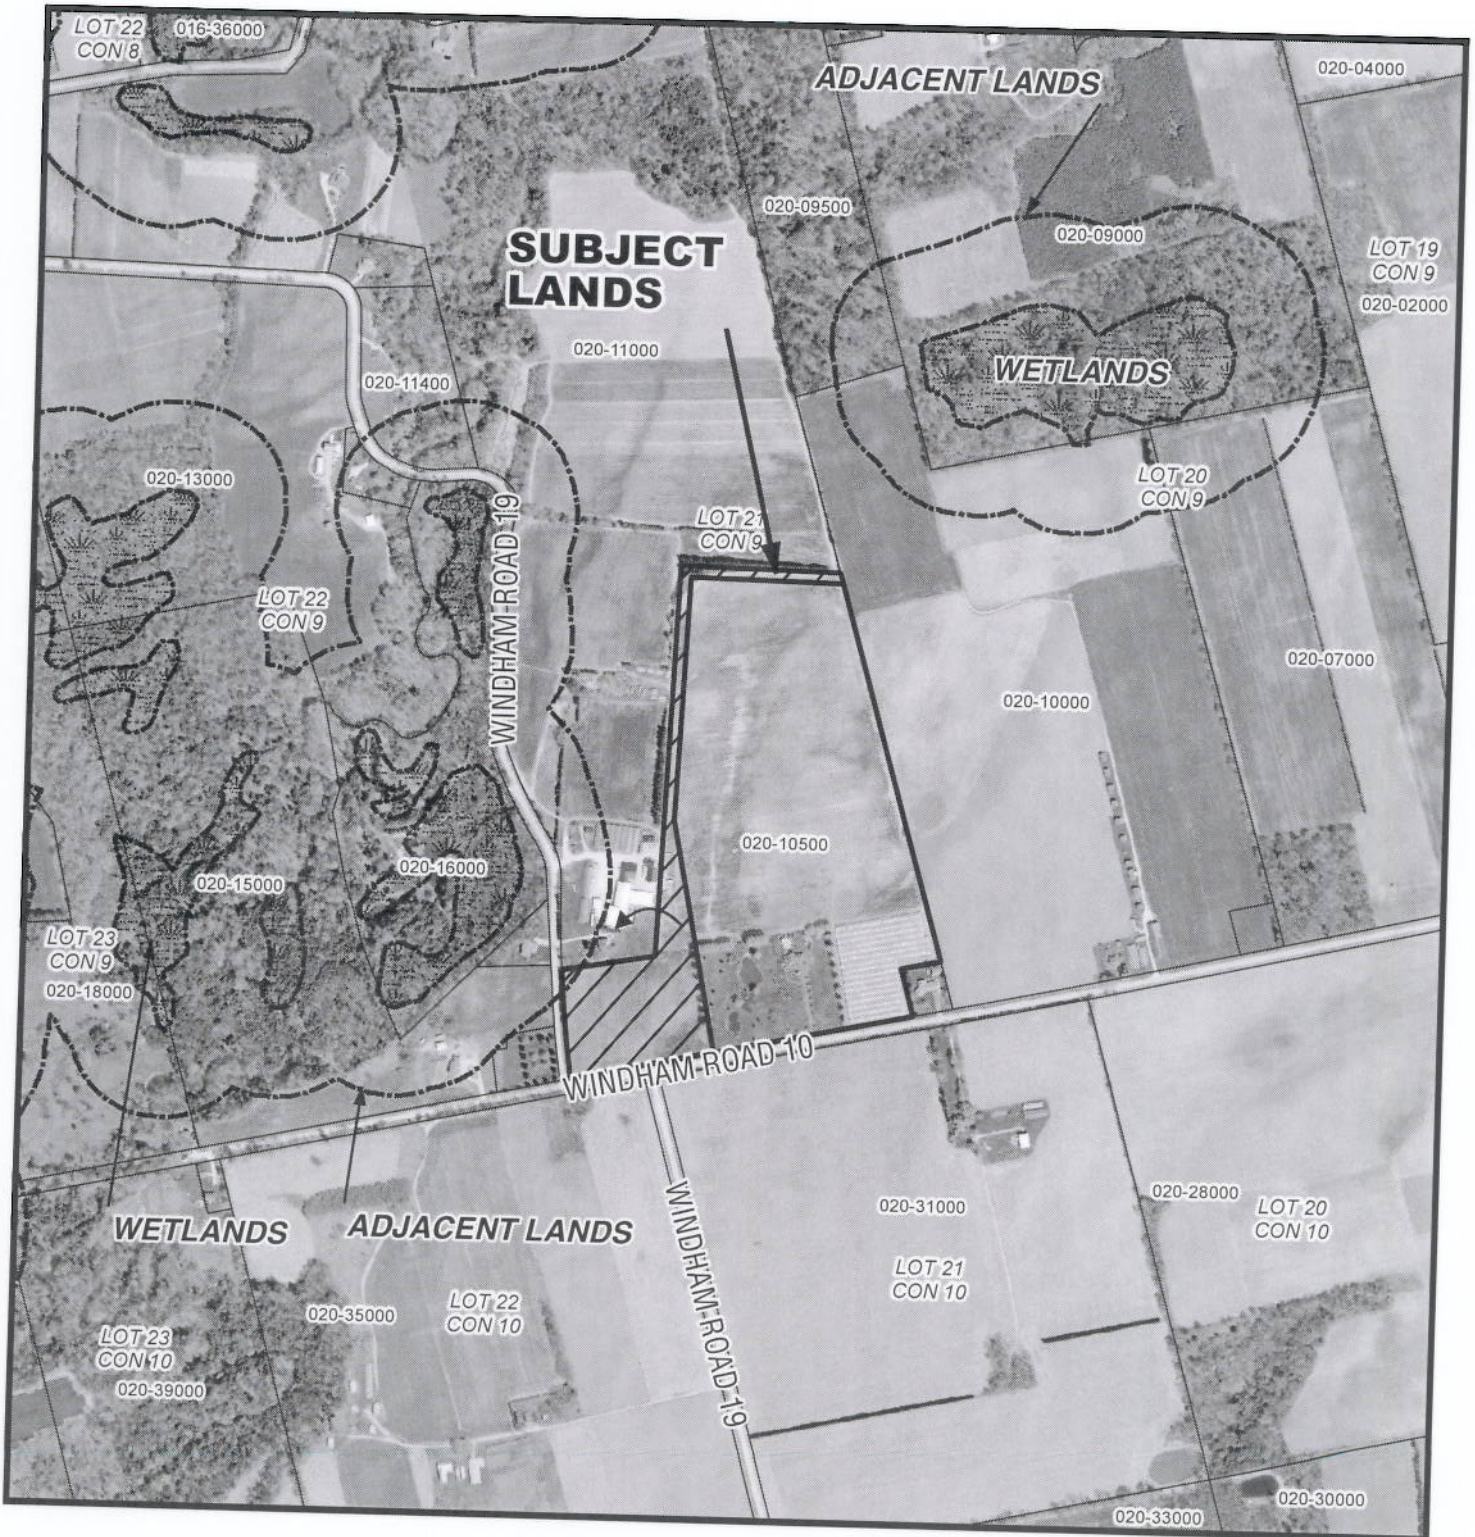 LOT 22
CON 8
016-36000
ADJACENT LANDS
020-04000
020-09500
020-09000
SUBJECT
LANDS
LOT 19
CON 9
020-02000
020-11000
020-11400
WETLANDS
020-13000
LOT 20
CON 9
LOT 21
CON 9
WINDHAM ROAD 19
LOT 22
CON 9
020-07000
020-10000
020-10500
020-16000
020-15000
LOT 23
CON 9
020-18000
WINDHAM ROAD 10
WETLANDS
ADJACENT LANDS
WINDHAM ROAD 19
020-28000
020-31000
LOT 20
CON 10
LOT 21
CON 10
LOT 22
CON 10
020-35000
LOT 23
CON 10
020-39000
020-30000
020-33000